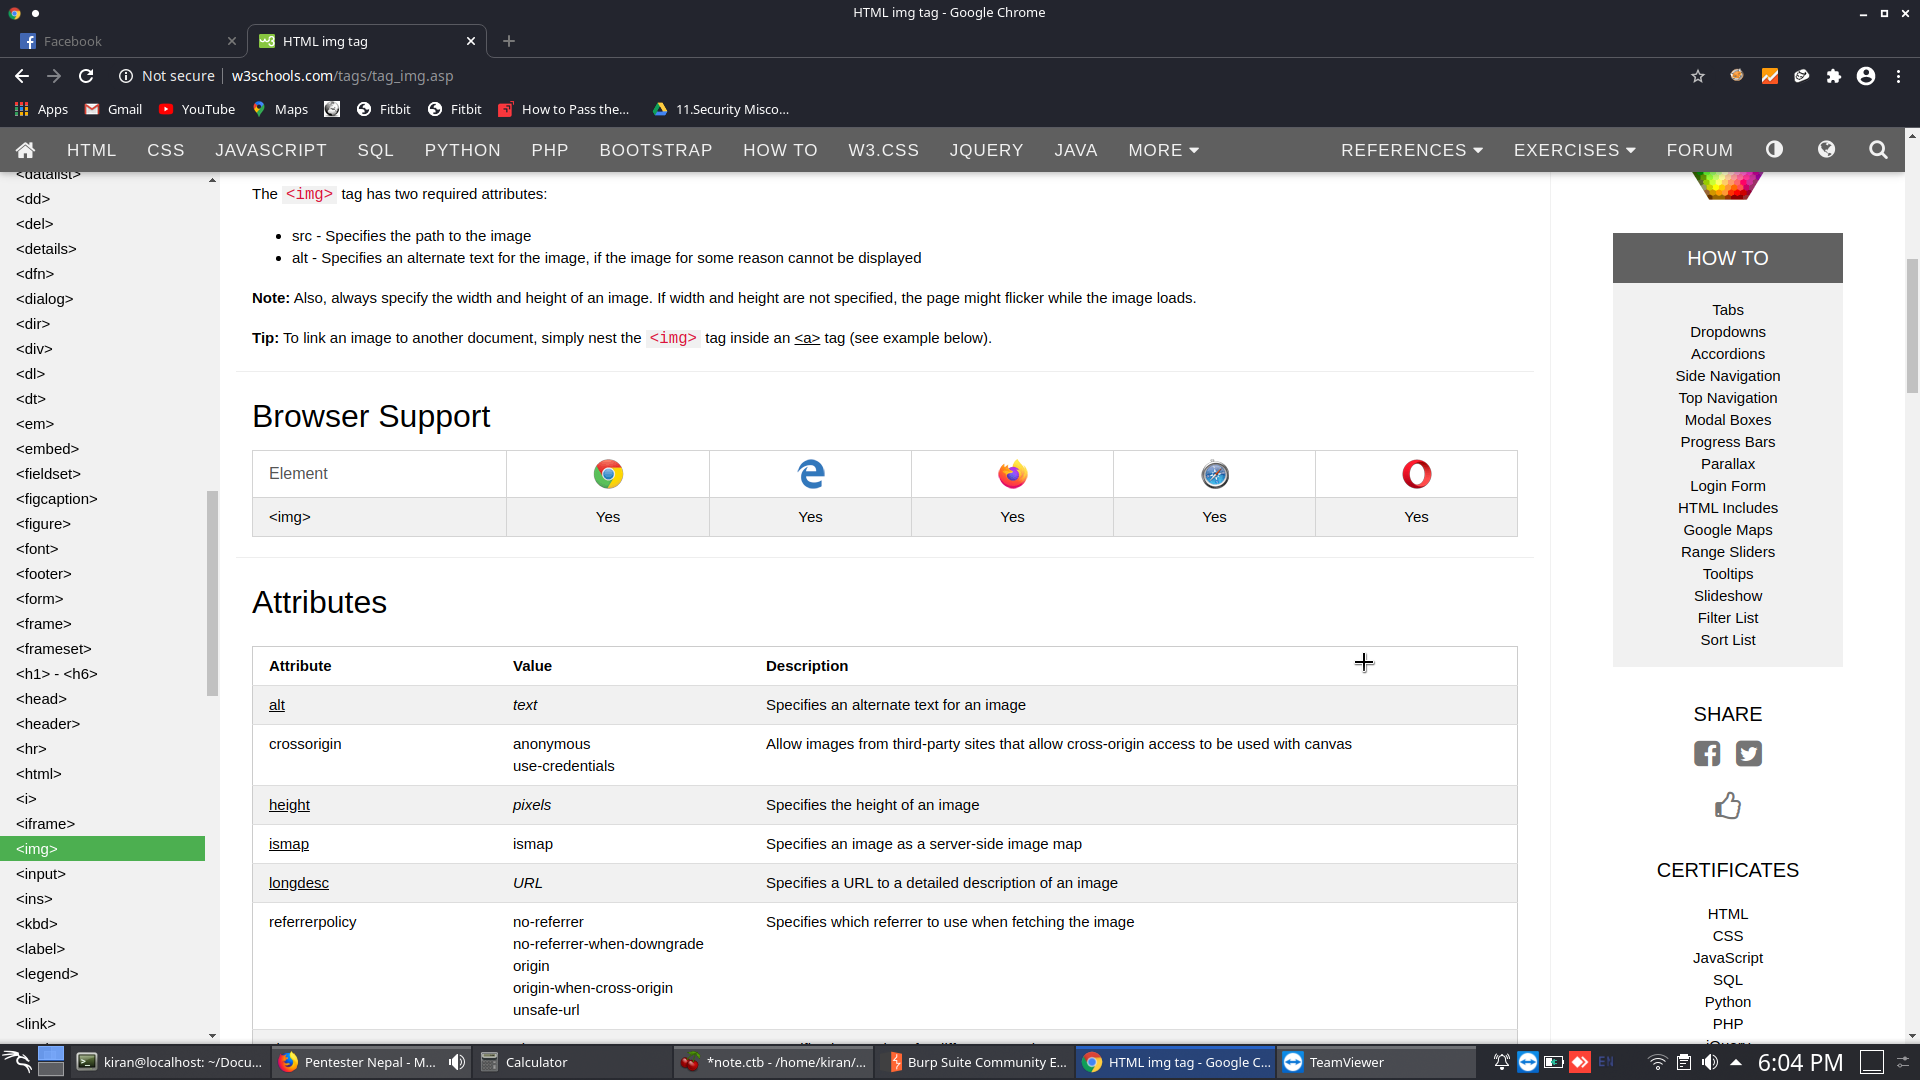 HTML img tag - Google Chrome
Facebook
HTML img tag
Not secure
w3schools.com/tags/tag_img.asp
Apps
Gmail
YouTube
Maps
Fitbit
Fitbit
How to Pass the...
11.Security Misco...
HTML
CSS
JAVASCRIPT
SQL
PYTHON
PHP
BOOTSTRAP
HOW TO
W3.CSS
JQUERY
JAVA
MORE
REFERENCES
EXERCISES
FORUM
<datalist>
<dd>
<del>
<details>
<dfn>
<dialog>
<dir>
<div>
<dl>
<dt>
<em>
<embed>
<fieldset>
<figcaption>
<figure>
<font>
<footer>
<form>
<frame>
<frameset>
<h1> - <h6>
<head>
<header>
<hr>
<html>
<i>
<iframe>
<img>
<input>
<ins>
<kbd>
<label>
<legend>
<li>
<link>
The <img> tag has two required attributes:
src - Specifies the path to the image
alt - Specifies an alternate text for the image, if the image for some reason cannot be displayed
Note: Also, always specify the width and height of an image. If width and height are not specified, the page might flicker while the image loads.
Tip: To link an image to another document, simply nest the <img> tag inside an <a> tag (see example below).
Browser Support
Element
<img> Yes Yes Yes Yes Yes
Attributes
Attribute Value Description
alt text Specifies an alternate text for an image
crossorigin anonymous Allow images from third-party sites that allow cross-origin access to be used with canvas
use-credentials
height pixels Specifies the height of an image
ismap ismap Specifies an image as a server-side image map
longdesc URL Specifies a URL to a detailed description of an image
referrerpolicy no-referrer Specifies which referrer to use when fetching the image
no-referrer-when-downgrade
origin
origin-when-cross-origin
unsafe-url
HOW TO
Tabs
Dropdowns
Accordions
Side Navigation
Top Navigation
Modal Boxes
Progress Bars
Parallax
Login Form
HTML Includes
Google Maps
Range Sliders
Tooltips
Slideshow
Filter List
Sort List
SHARE
CERTIFICATES
HTML
CSS
JavaScript
SQL
Python
PHP
kiran@localhost: ~/Docu...
Pentester Nepal - M...
Calculator
*note.ctb - /home/kiran/...
Burp Suite Community E...
HTML img tag - Google C...
TeamViewer
EN
6:04 PM